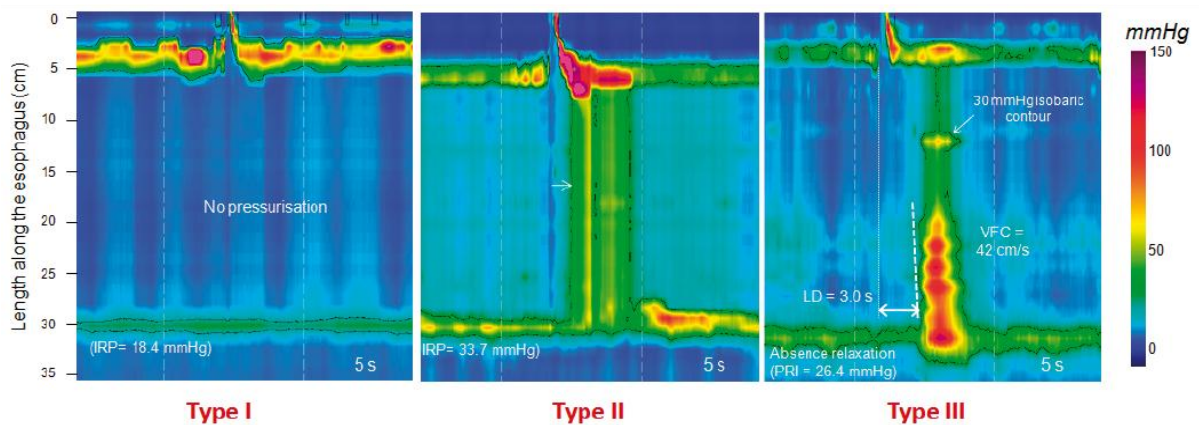 mmHg
Length along the esophagus (cm)
0
5
10
15
20
25
30
35
No pressurisation
(IRP= 18.4 mmHg)
5 s
Type I
IRP= 33.7 mmHg)
5 s
Type II
30 mmHg isobaric
contour
VFC =
42 cm/s
LD = 3.0 s
Absence relaxation
(PRI = 26.4 mmHg)
5 s
Type III
150
100
50
0